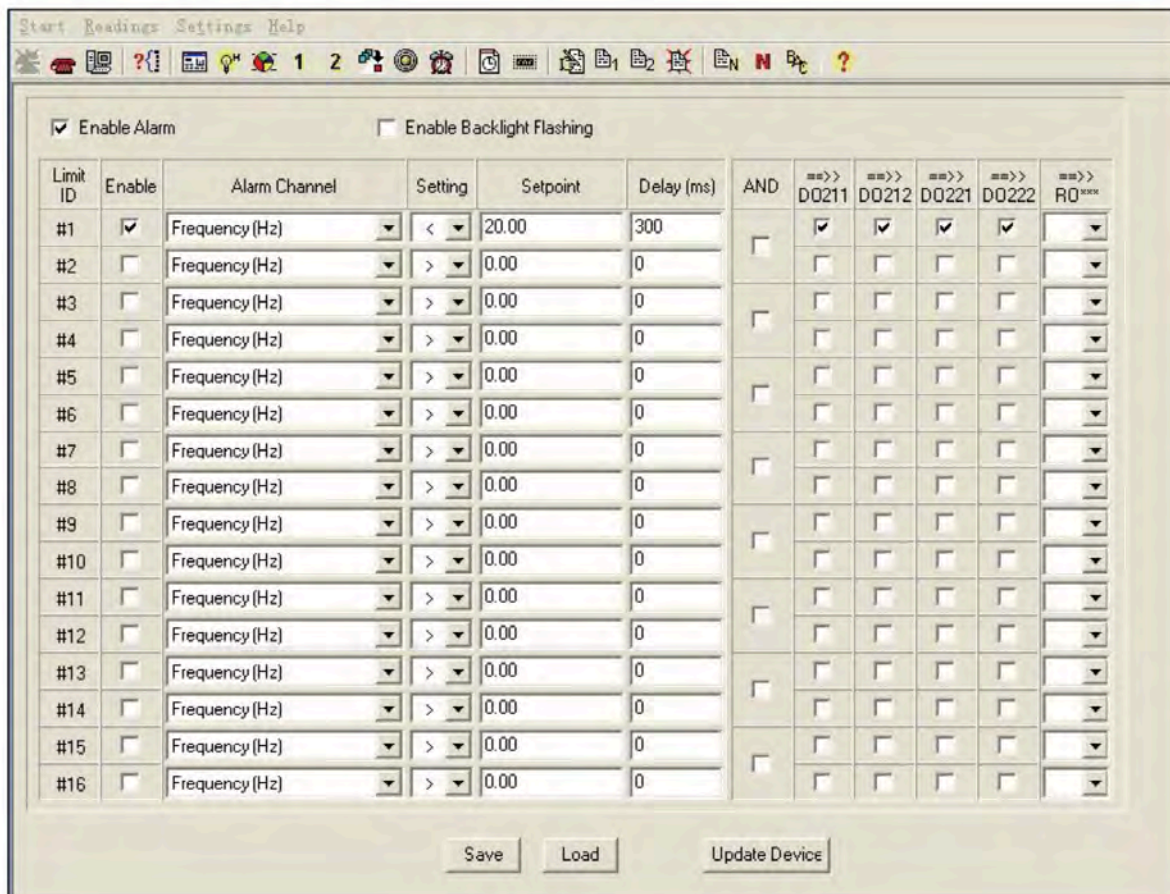 Start Readings Settings Help
?{ 1 2 1 2 N N BAC ?
Enable Alarm Enable Backlight Flashing
Limit ID Enable Alarm Channel Setting Setpoint Delay (ms) AND ==>> DO211 ==>> DO212 ==>> DO221 ==>> DO222 ==>> RO***
#1 Frequency (Hz) < 20.00 300
#2 Frequency (Hz) > 0.00 0
#3 Frequency (Hz) > 0.00 0
#4 Frequency (Hz) > 0.00 0
#5 Frequency (Hz) > 0.00 0
#6 Frequency (Hz) > 0.00 0
#7 Frequency (Hz) > 0.00 0
#8 Frequency (Hz) > 0.00 0
#9 Frequency (Hz) > 0.00 0
#10 Frequency (Hz) > 0.00 0
#11 Frequency (Hz) > 0.00 0
#12 Frequency (Hz) > 0.00 0
#13 Frequency (Hz) > 0.00 0
#14 Frequency (Hz) > 0.00 0
#15 Frequency (Hz) > 0.00 0
#16 Frequency (Hz) > 0.00 0
Save Load Update Device